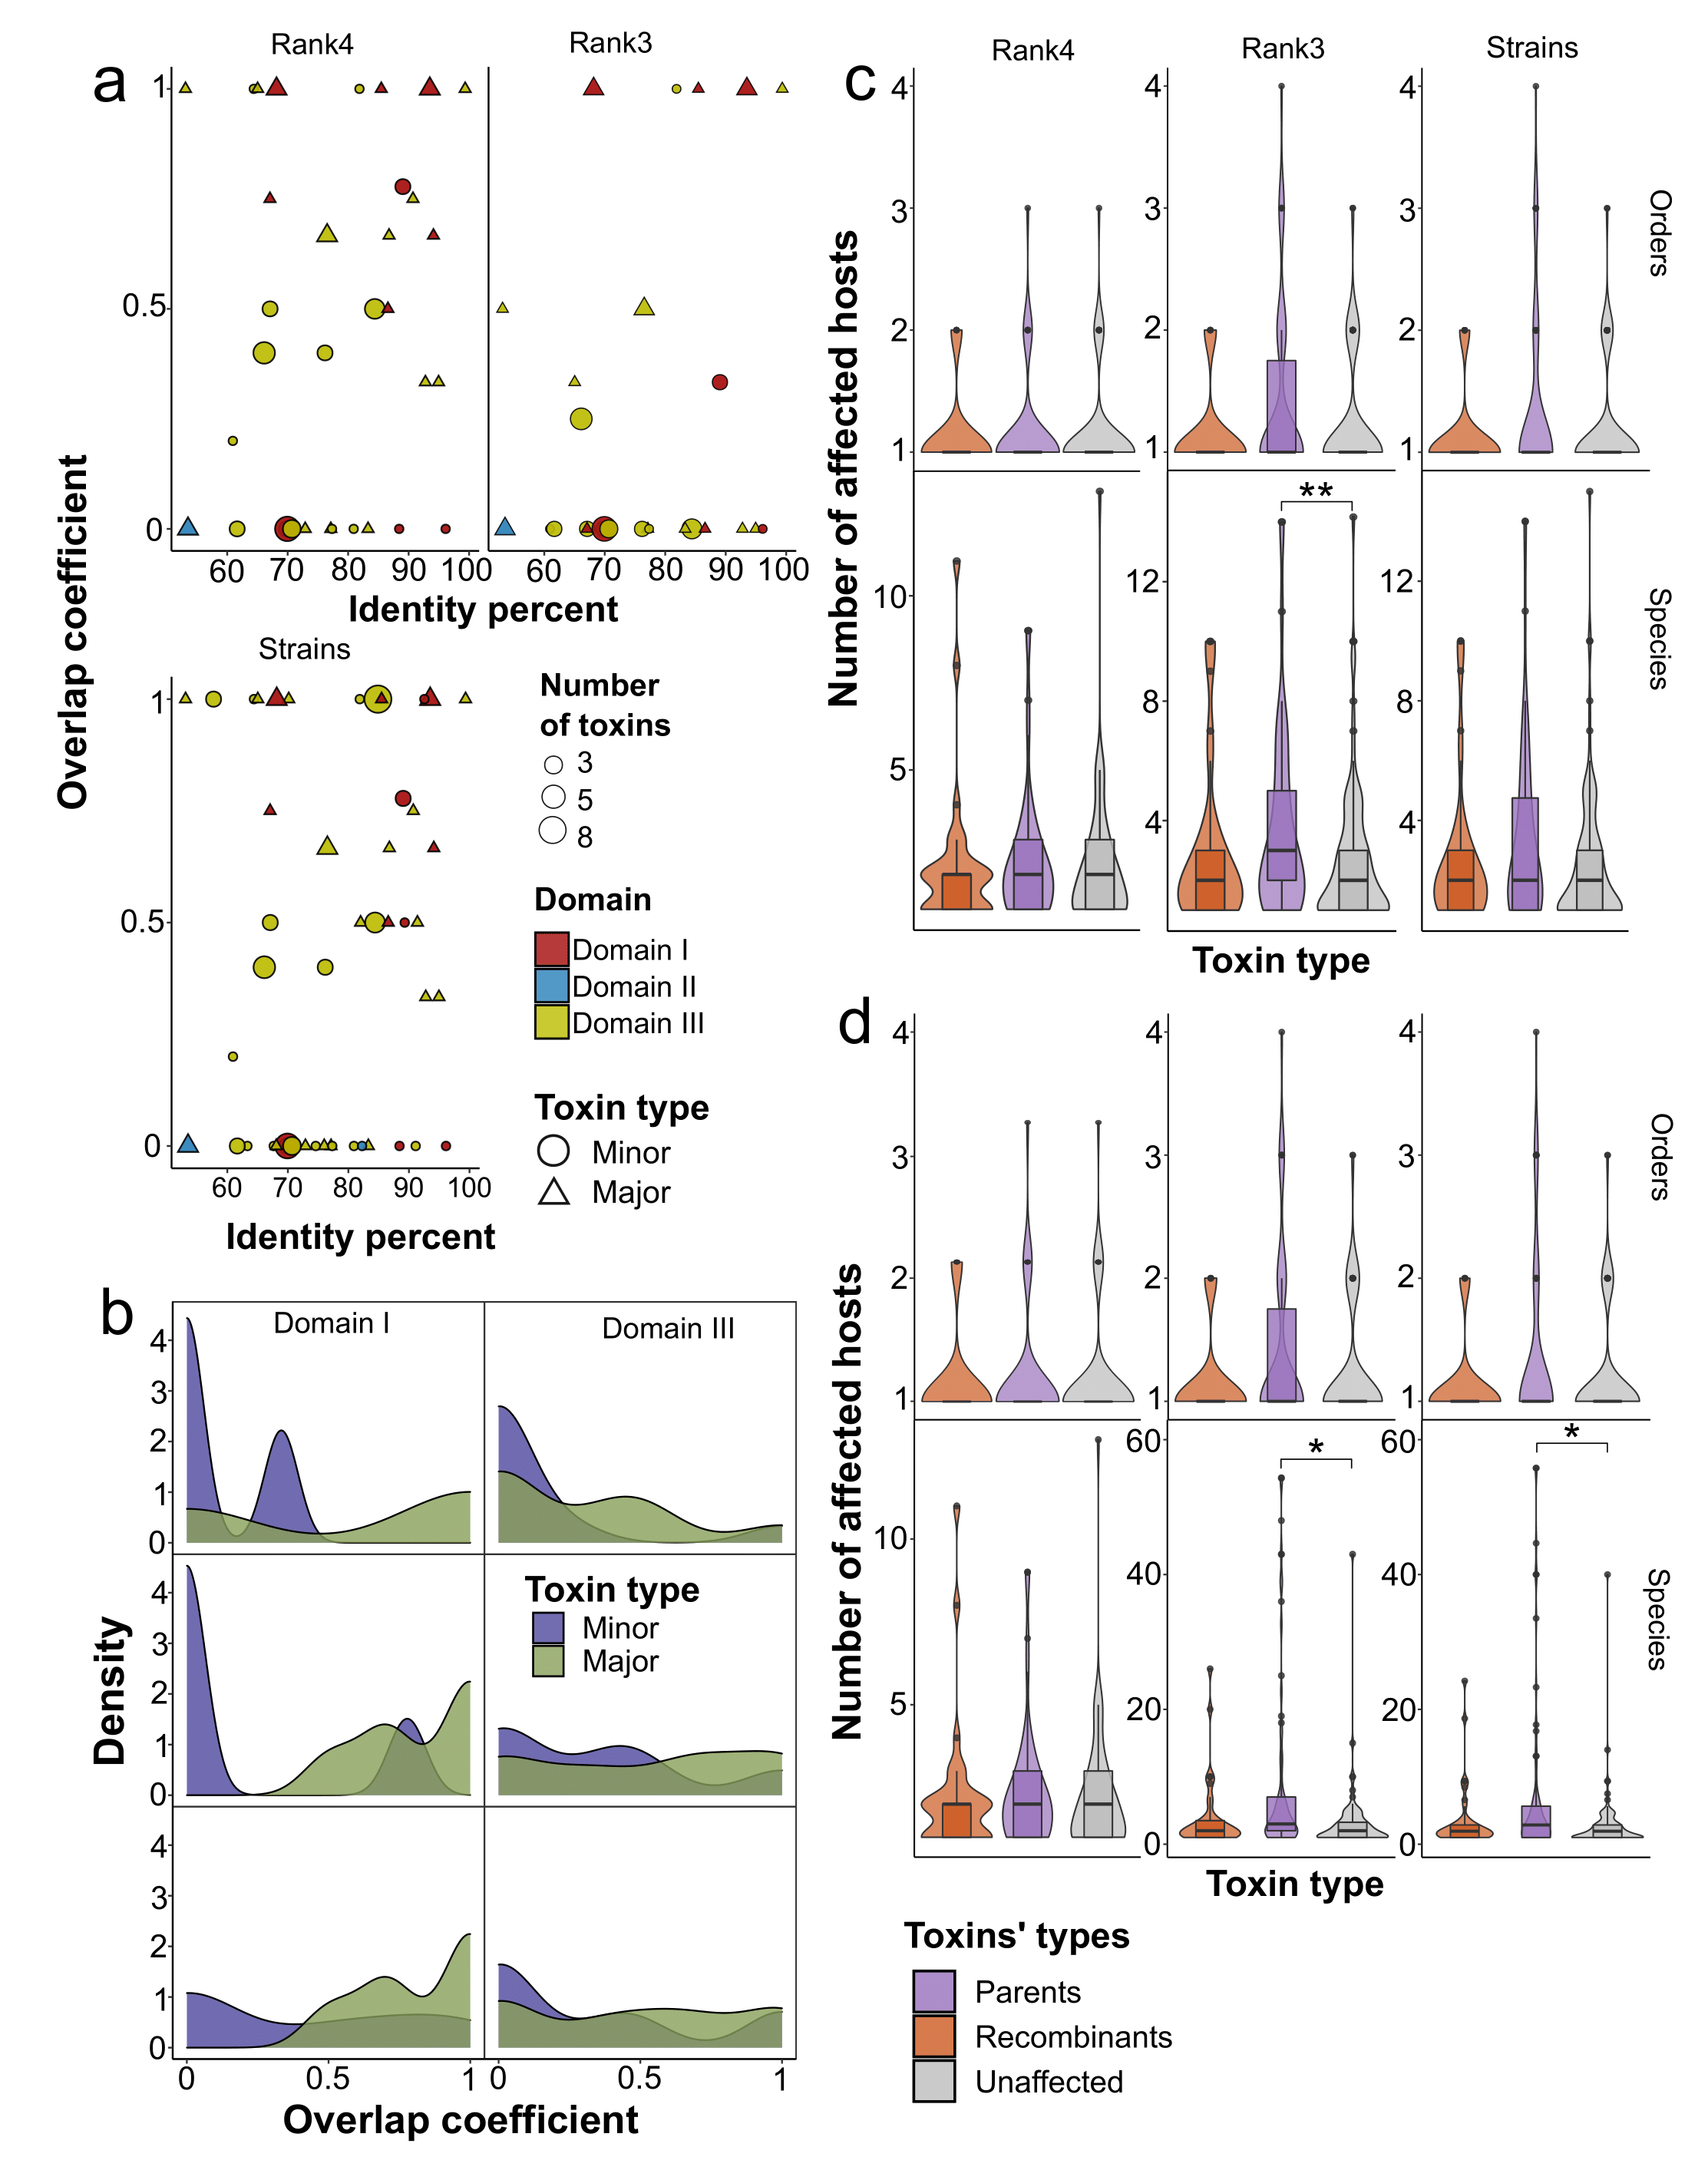 a
Rank4
Rank3
1
0.5
0
60 70 80 90 100
60 70 80 90 100
Identity percent
Overlap coefficient
Strains
1
0.5
0
60 70 80 90 100
Identity percent
Number
of toxins
3
5
8
Domain
Domain I
Domain II
Domain III
Toxin type
Minor
Major
b
Domain I
Domain III
4
3
2
1
0
4
3
2
1
0
4
3
2
1
0
Toxin type
Minor
Major
Density
0 0.5 1
0 0.5 1
Overlap coefficient
c
Rank4
Rank3
Strains
4
3
2
1
4
3
2
1
4
3
2
1
Orders
10
5
**
12
8
4
12
8
4
Species
Number of affected hosts
Toxin type
d
4
3
2
1
4
3
2
1
4
3
2
1
Orders
10
5
*
60
40
20
0
*
60
40
20
0
Species
Number of affected hosts
Toxin type
Toxins' types
Parents
Recombinants
Unaffected